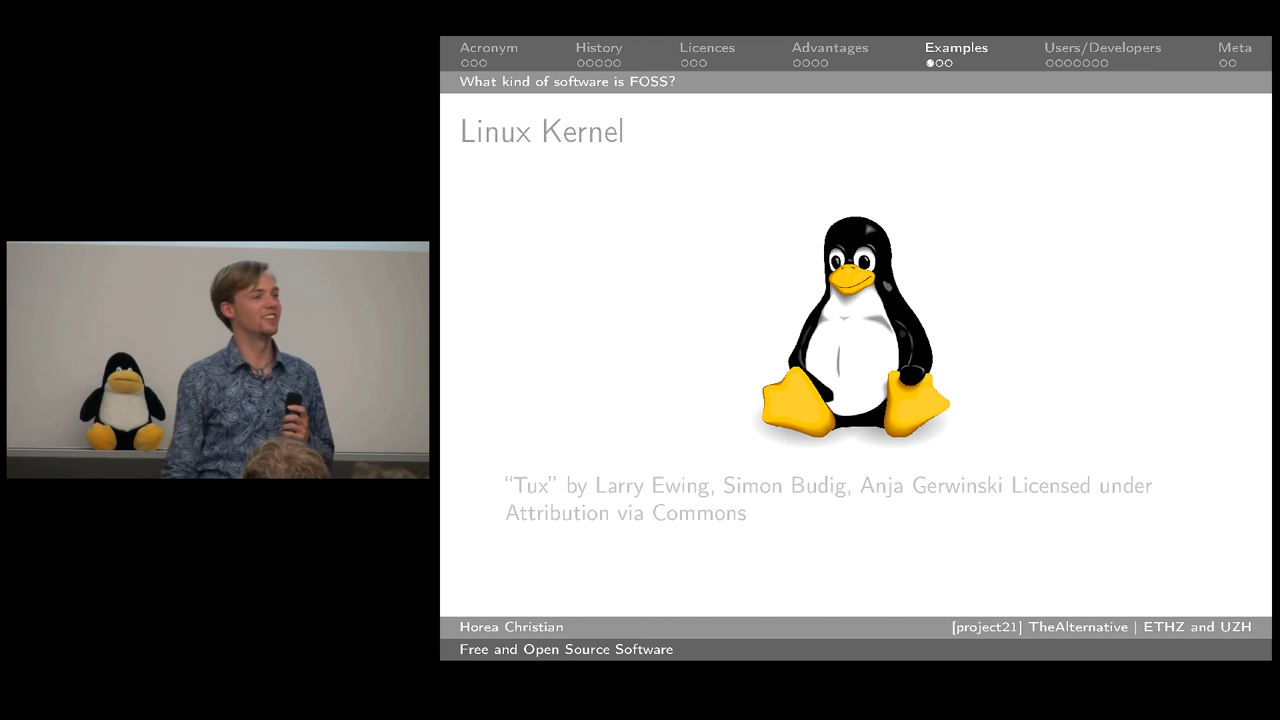 Acronym History Licences Advantages Examples Users/Developers Meta
What kind of software is FOSS?
Linux Kernel
“Tux” by Larry Ewing, Simon Budig, Anja Gerwinski Licensed under
Attribution via Commons
Horea Christian [project21] TheAlternative | ETHZ and UZH
Free and Open Source Software